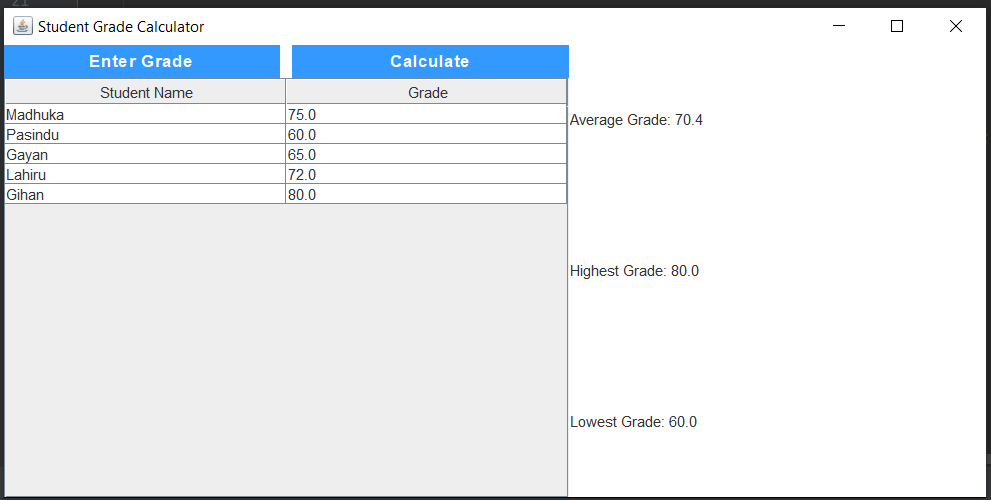 21
Student Grade Calculator
Enter Grade Calculate
Student Name Grade
Madhuka 75.0
Pasindu 60.0
Gayan 65.0
Lahiru 72.0
Gihan 80.0
Average Grade: 70.4
Highest Grade: 80.0
Lowest Grade: 60.0